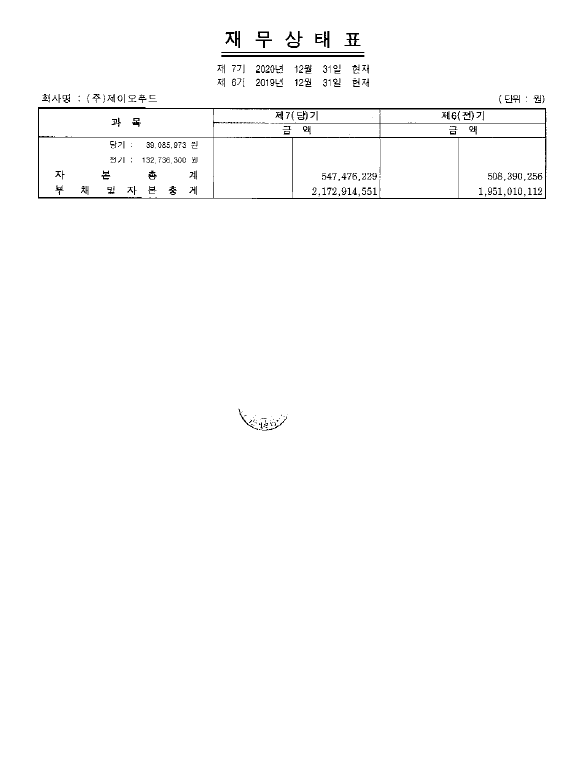 재 무 상 태 표
제 7기 2020년 12월 31일 현재
제 6기 2019년 12월 31일 현재
회사명 : (주)제이오푸드 (단위 : 원)
과 목 제7(당)기 제6(전)기
금 액 금 액
당기 : 39,085,973 원
전기 : 132,736,300 원
자 본 총 계 547,476,229 508,390,256
부 채 및 자 본 총 계 2,172,914,551 1,951,010,112